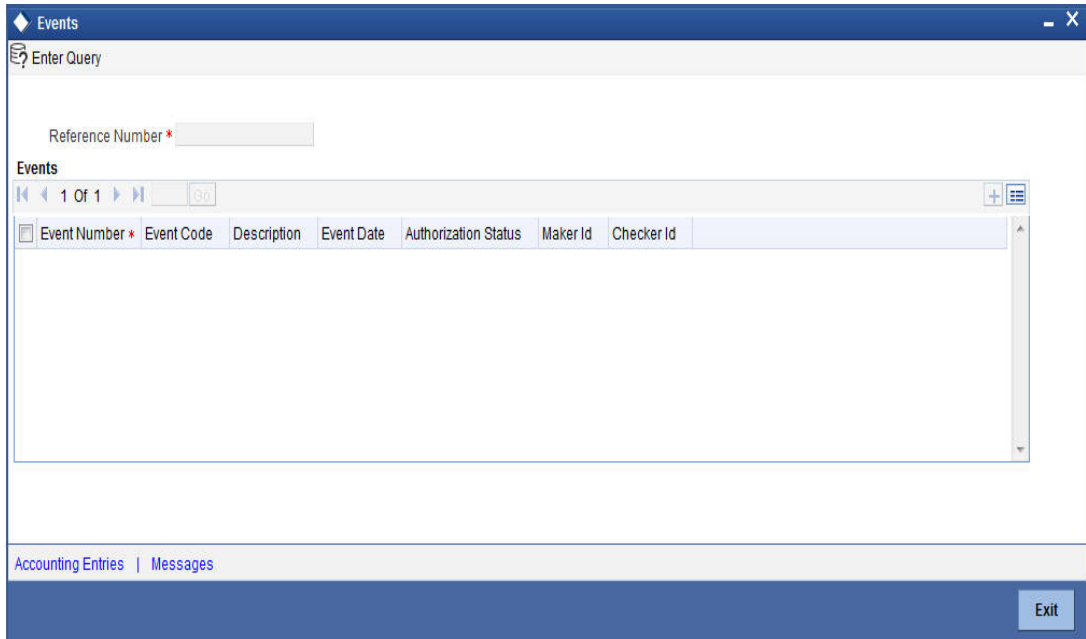 Events
Enter Query
Reference Number *
Events
1 Of 1 Go
Event Number * Event Code Description Event Date Authorization Status Maker Id Checker Id
Accounting Entries | Messages
Exit